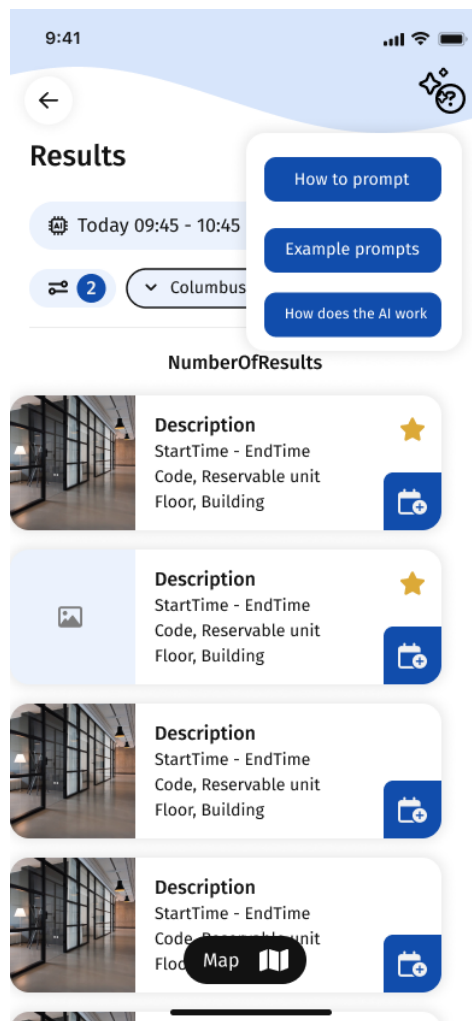 9:41
?
Results
How to prompt
AI Today 09:45 - 10:45
Example prompts
2
Columbus
How does the AI work
NumberOfResults
Description
StartTime - EndTime
Code, Reservable unit
Floor, Building
Description
StartTime - EndTime
Code, Reservable unit
Floor, Building
Description
StartTime - EndTime
Code, Reservable unit
Floor, Building
Description
StartTime - EndTime
Code, unit
Map